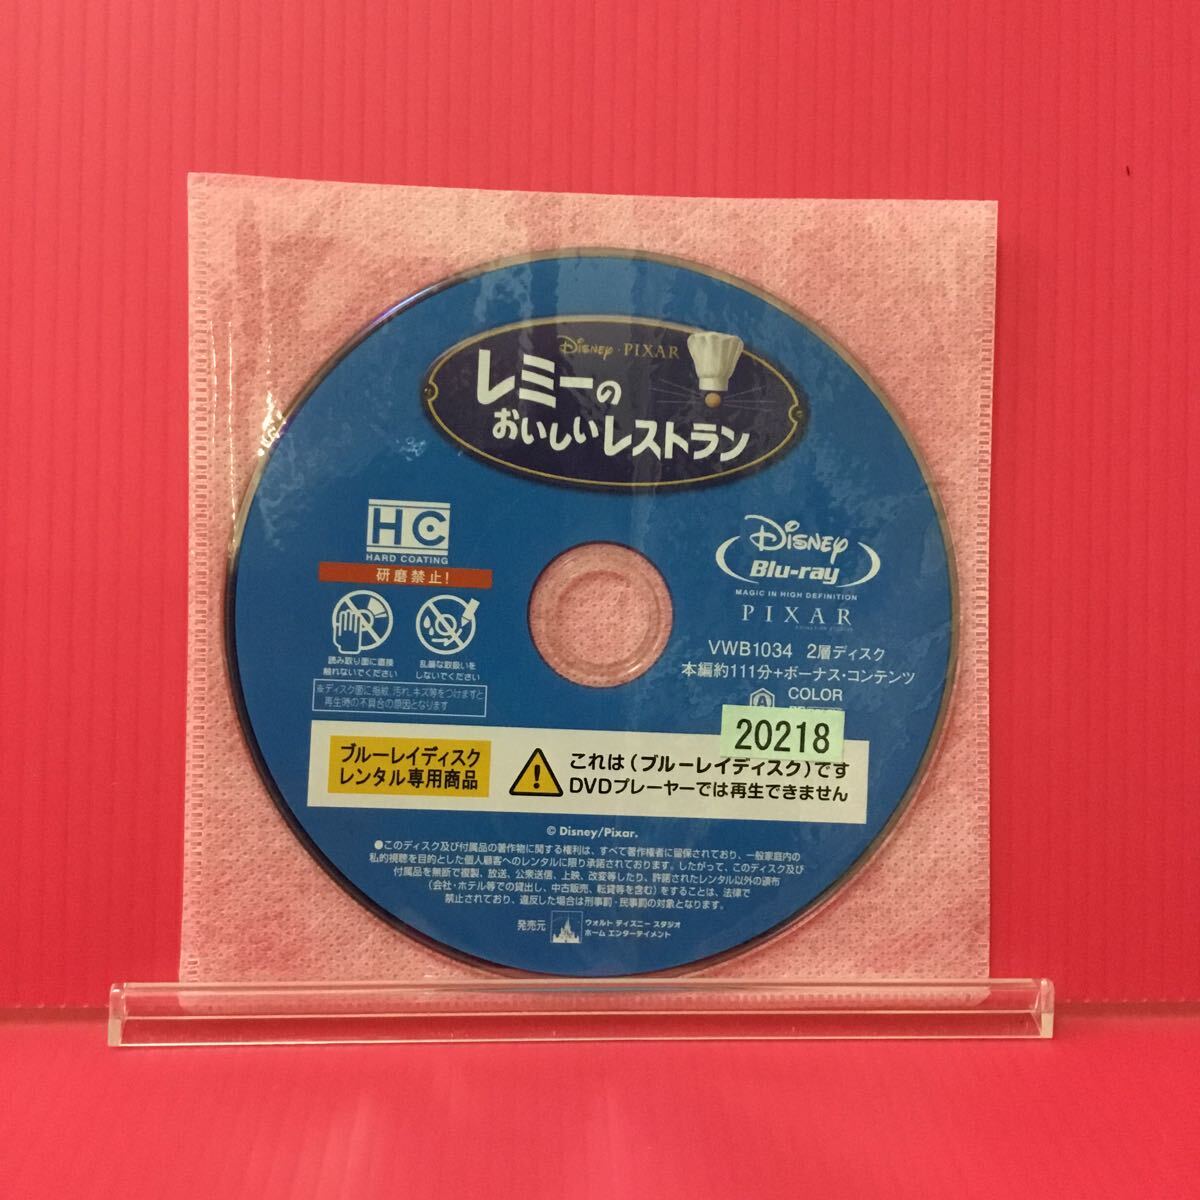 DISNEY · PIXAR
レミーの
おいしいレストラン
HC
HARD COATING
研磨禁止!
読み取り面に直接
触れないでください
乱暴な取扱いを
しないでください
※ディスク面に指紋、汚れ、キズ等をつけますと
再生時の不具合の原因となります
DISNEY
Blu-ray
MAGIC IN HIGH DEFINITION
PIXAR
VWB1034 2層ディスク
本編約111分+ボーナス・コンテンツ
A
COLOR
20218
ブルーレイディスク
レンタル専用商品
これは(ブルーレイディスク)です
DVDプレーヤーでは再生できません
© Disney/Pixar.
●このディスク及び付属品の著作物に関する権利は、すべて著作権者に留保されており、一般家庭内の
私的視聴を目的とした個人顧客へのレンタルに限り承諾されております。したがって、このディスク及び
付属品を無断で複製、放送、公衆送信、上映、改変等したり、許諾されたレンタル以外の頒布
(会社・ホテル等での貸出し、中古販売、転貸等を含む)をすることは、法律で
禁止されており、違反した場合は刑事罰・民事罰の対象となります。
発売元
ウォルト ディズニー スタジオ
ホーム エンターテイメント